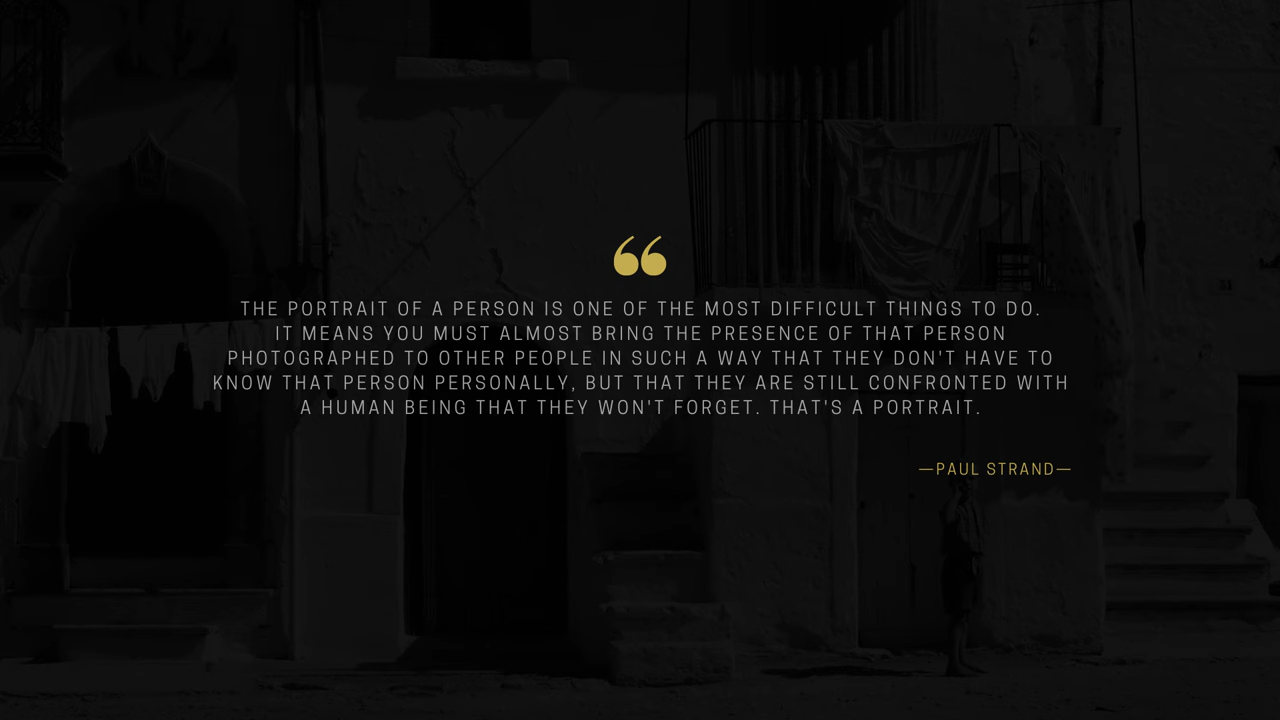 “
THE PORTRAIT OF A PERSON IS ONE OF THE MOST DIFFICULT THINGS TO DO.
IT MEANS YOU MUST ALMOST BRING THE PRESENCE OF THAT PERSON
PHOTOGRAPHED TO OTHER PEOPLE IN SUCH A WAY THAT THEY DON'T HAVE TO
KNOW THAT PERSON PERSONALLY, BUT THAT THEY ARE STILL CONFRONTED WITH
A HUMAN BEING THAT THEY WON'T FORGET. THAT'S A PORTRAIT.
—PAUL STRAND—